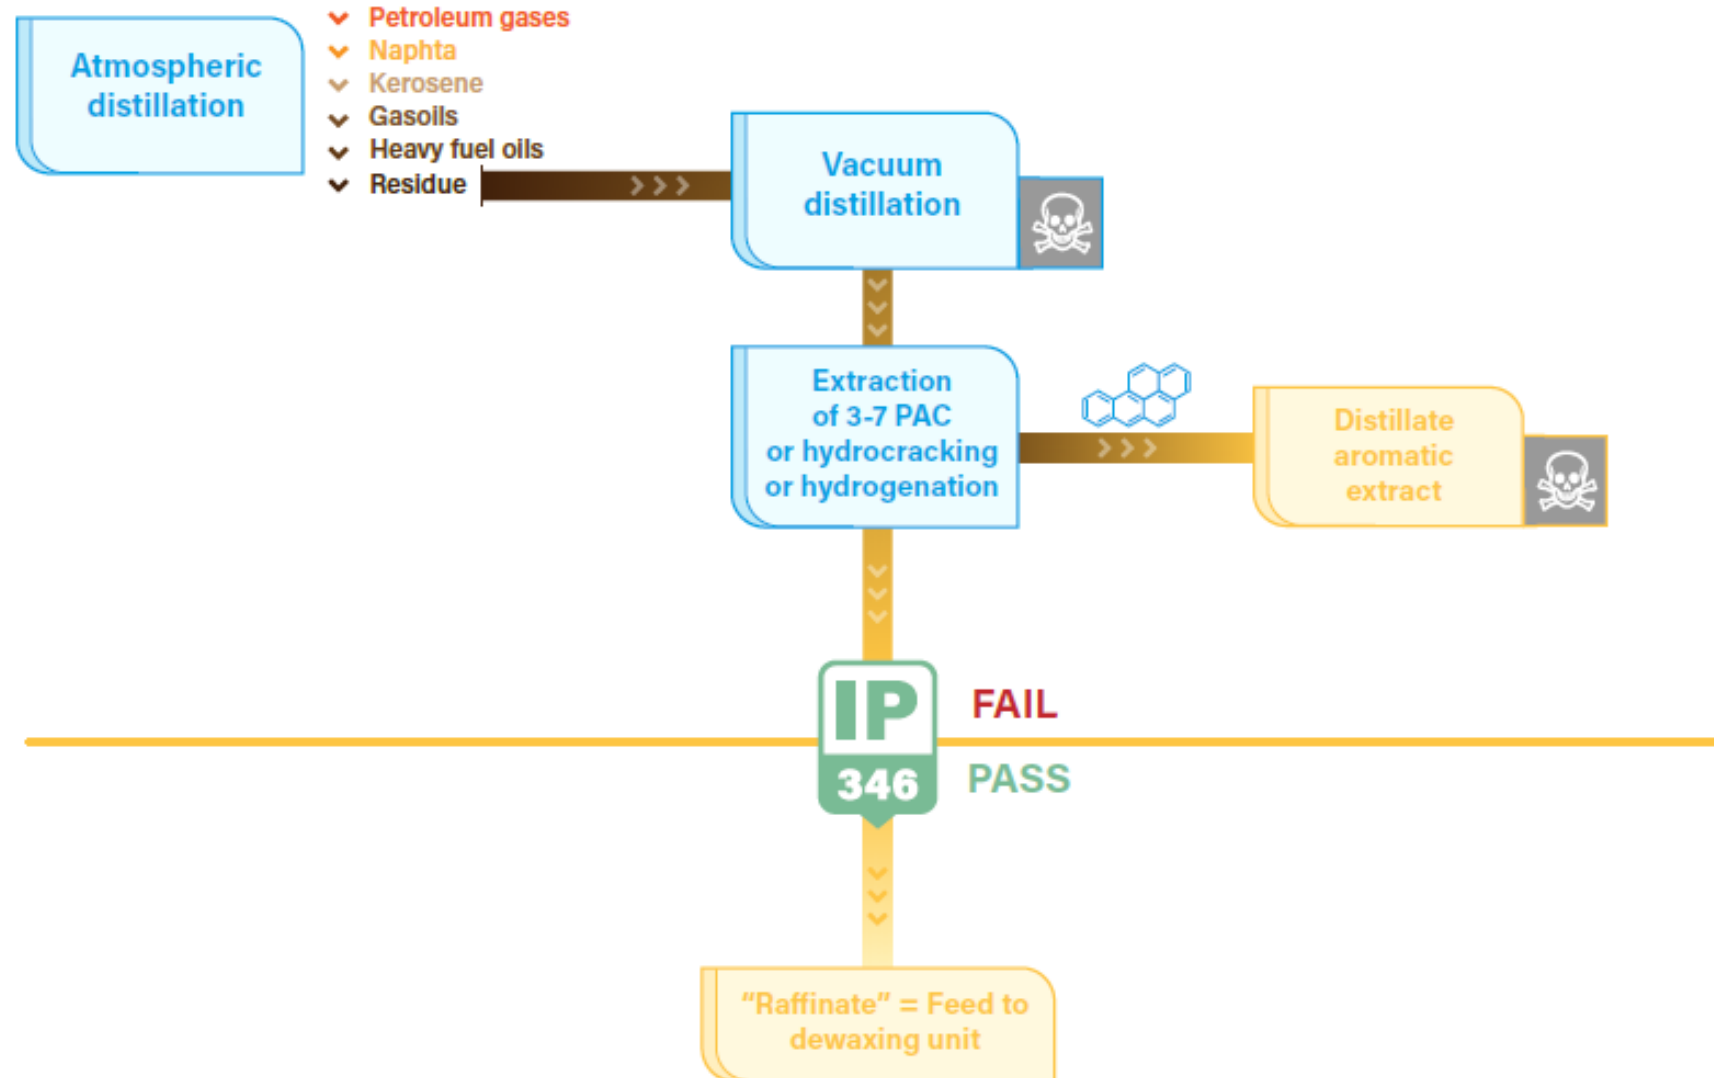 Atmospheric
distillation
Petroleum gases
Naphta
Kerosene
Gasoils
Heavy fuel oils
Residue
Vacuum
distillation
Extraction
of 3-7 PAC
or hydrocracking
or hydrogenation
Distillate
aromatic
extract
IP
346
FAIL
PASS
“Raffinate” = Feed to
dewaxing unit